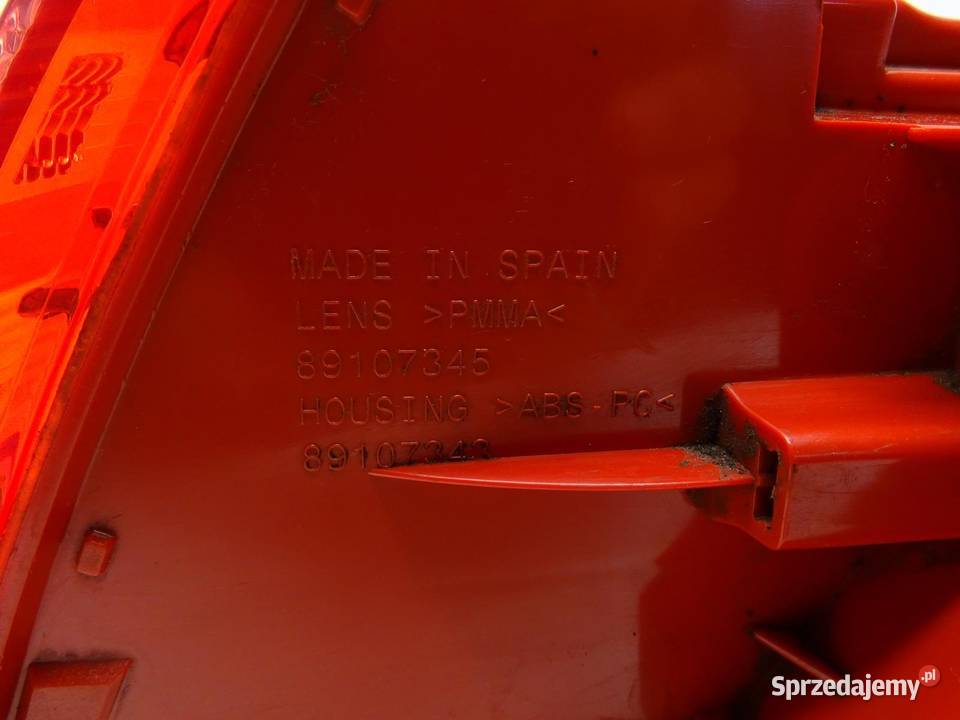 MADE IN SPAIN
LENS >PMMA<
89107345
HOUSING >ABS-PC<
89107343
Sprzedajemy.pl